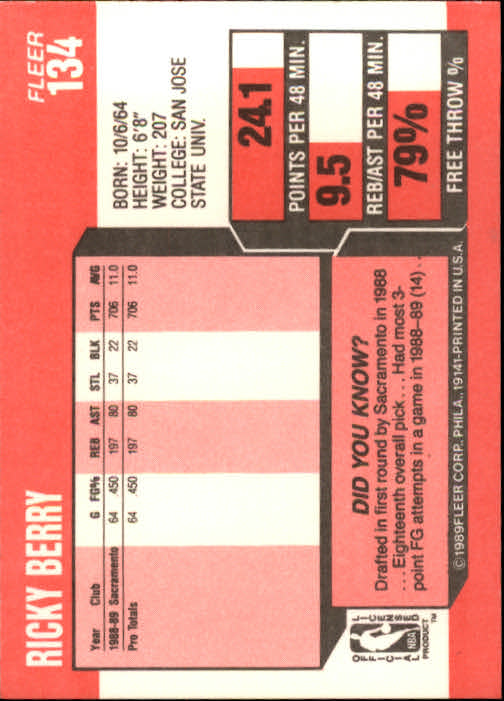 RICKY BERRY
FLEER
134
BORN: 10/6/64
HEIGHT: 6'8"
WEIGHT: 207
COLLEGE: SAN JOSE
STATE UNIV.
Year Club G FG% REB AST STL BLK PTS AVG
1988-89 Sacramento 64 .450 197 80 37 22 706 11.0
Pro Totals 64 .450 197 80 37 22 706 11.0
24.1
POINTS PER 48 MIN.
9.5
REB/AST PER 48 MIN.
79%
FREE THROW %
DID YOU KNOW?
Drafted in first round by Sacramento in 1988
. . . Eighteenth overall pick . . . Had most 3-
point FG attempts in a game in 1988-89 (14) . .
OFFICIAL
LICENSED
NBA
PRODUCT™
©1989FLEER CORP., PHILA., 19141-PRINTED IN U.S.A.